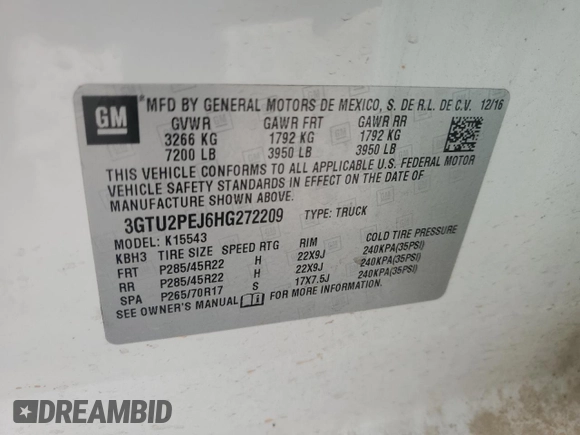 GM
MFD BY GENERAL MOTORS DE MEXICO, S. DE R.L. DE C.V. 12/16
GVWR GAWR FRT GAWR RR
3266 KG 1792 KG 1792 KG
7200 LB 3950 LB 3950 LB
THIS VEHICLE CONFORMS TO ALL APPLICABLE U.S. FEDERAL MOTOR
VEHICLE SAFETY STANDARDS IN EFFECT ON THE DATE OF
MANUFACTURE SHOWN ABOVE.
3GTU2PEJ6HG272209 TYPE: TRUCK
MODEL: K15543
KBH3 TIRE SIZE SPEED RTG RIM COLD TIRE PRESSURE
FRT P285/45R22 H 22X9J 240KPA(35PSI)
RR P285/45R22 H 22X9J 240KPA(35PSI)
SPA P265/70R17 S 17X7.5J 240KPA(35PSI)
SEE OWNER'S MANUAL FOR MORE INFORMATION.
DREAMBID